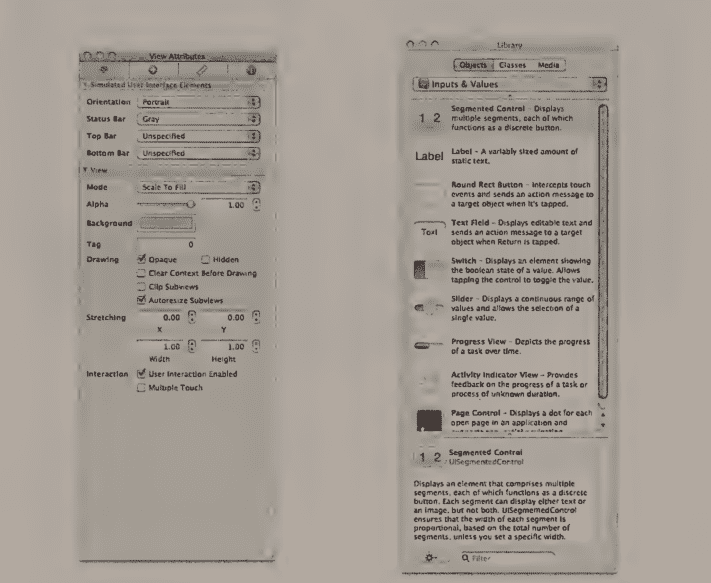 View Attributes
Simulated User Interface Elements
Orientation Portrait
Status Bar Gray
Top Bar Unspecified
Bottom Bar Unspecified
View
Mode Scale To Fill
Alpha 1.00
Background
Tag 0
Drawing Opaque Hidden
Clear Context Before Drawing
Clip Subviews
Autoresize Subviews
Stretching 0.00 0.00
X Y
1.00 1.00
Width Height
Interaction User Interaction Enabled
Multiple Touch
Library
Objects Classes Media
Inputs & Values
1 2 Segmented Control – Displays
multiple segments, each of which
functions as a discrete button.
Label Label – A variably sized amount of
static text.
Round Rect Button – Intercepts touch
events and sends an action message to
a target object when it's tapped.
Text Text Field – Displays editable text and
sends an action message to a target
object when Return is tapped.
Switch – Displays an element showing
the boolean state of a value. Allows
tapping the control to toggle the value.
Slider – Displays a continuous range of
values and allows the selection of a
single value.
Progress View – Depicts the progress
of a task over time.
Activity Indicator View – Provides
feedback on the progress of a task or
process of unknown duration.
Page Control – Displays a dot for each
open page in an application and
1 2 Segmented Control
UISegmentedControl
Displays an element that comprises multiple
segments, each of which functions as a discrete
button. Each segment can display either text or
an image, but not both. UISegmentedControl
ensures that the width of each segment is
proportional, based on the total number of
segments, unless you set a specific width.
Filter